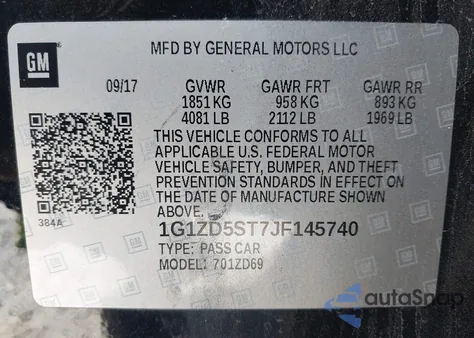 GM
MFD BY GENERAL MOTORS LLC
09/17 GVWR GAWR FRT GAWR RR
1851 KG 958 KG 893 KG
4081 LB 2112 LB 1969 LB
THIS VEHICLE CONFORMS TO ALL
APPLICABLE U.S. FEDERAL MOTOR
VEHICLE SAFETY, BUMPER, AND THEFT
PREVENTION STANDARDS IN EFFECT ON
THE DATE OF MANUFACTURE SHOWN
ABOVE.
384A
1G1ZD5ST7JF145740
TYPE: PASS CAR
MODEL: 701ZD69
autoSnap